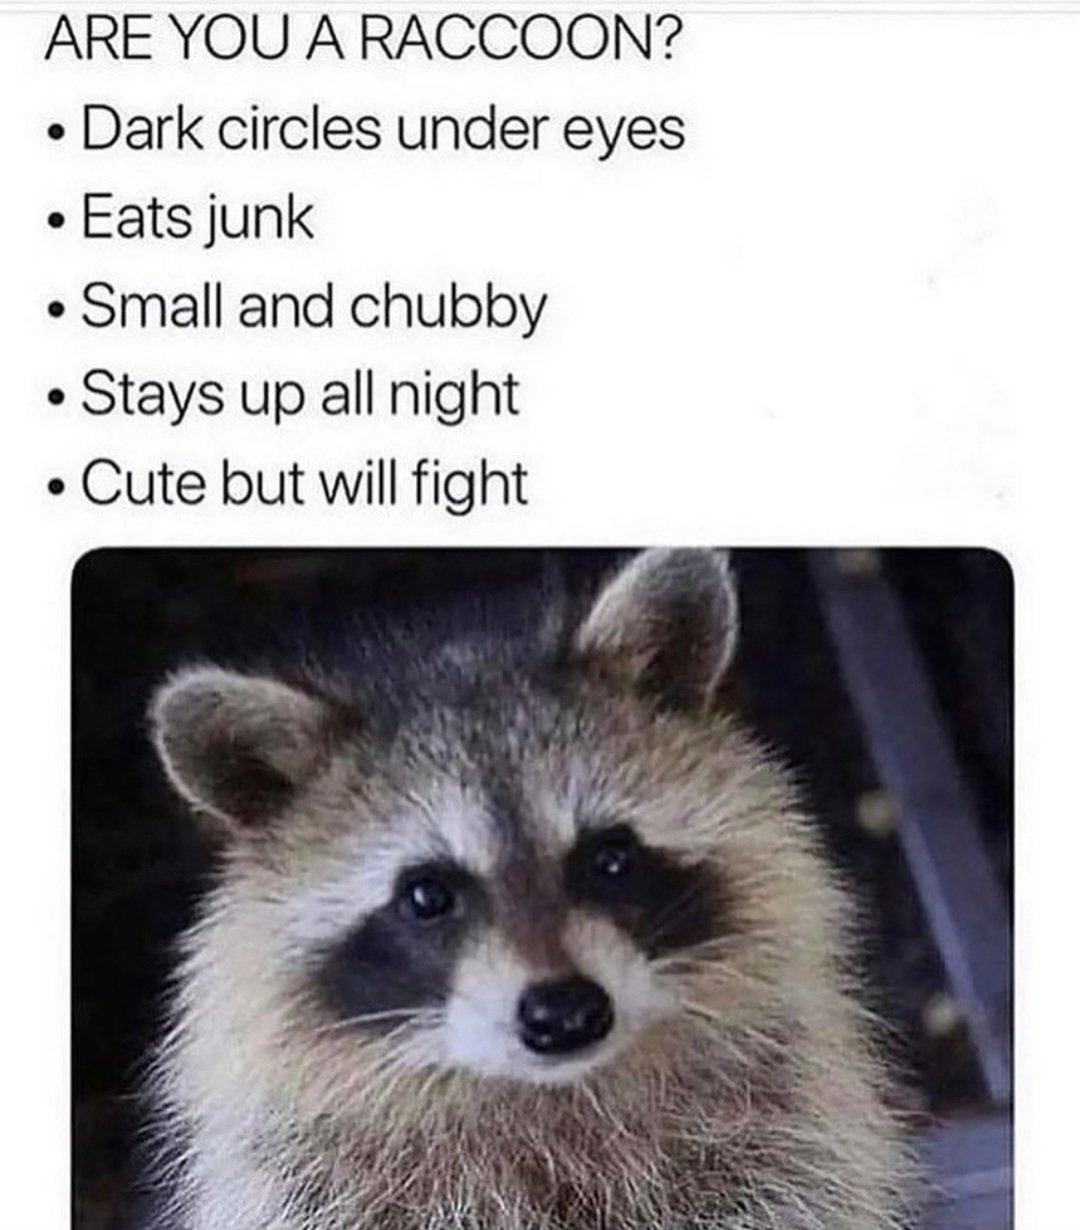 ARE YOU A RACCOON?
• Dark circles under eyes
• Eats junk
• Small and chubby
• Stays up all night
• Cute but will fight